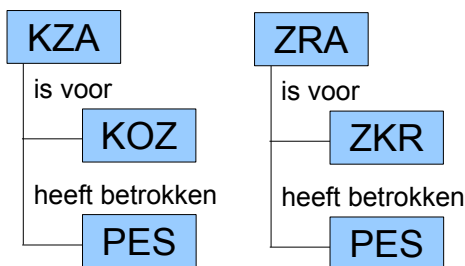 KZA
is voor
KOZ
heeft betrokken
PES
ZRA
is voor
ZKR
heeft betrokken
PES